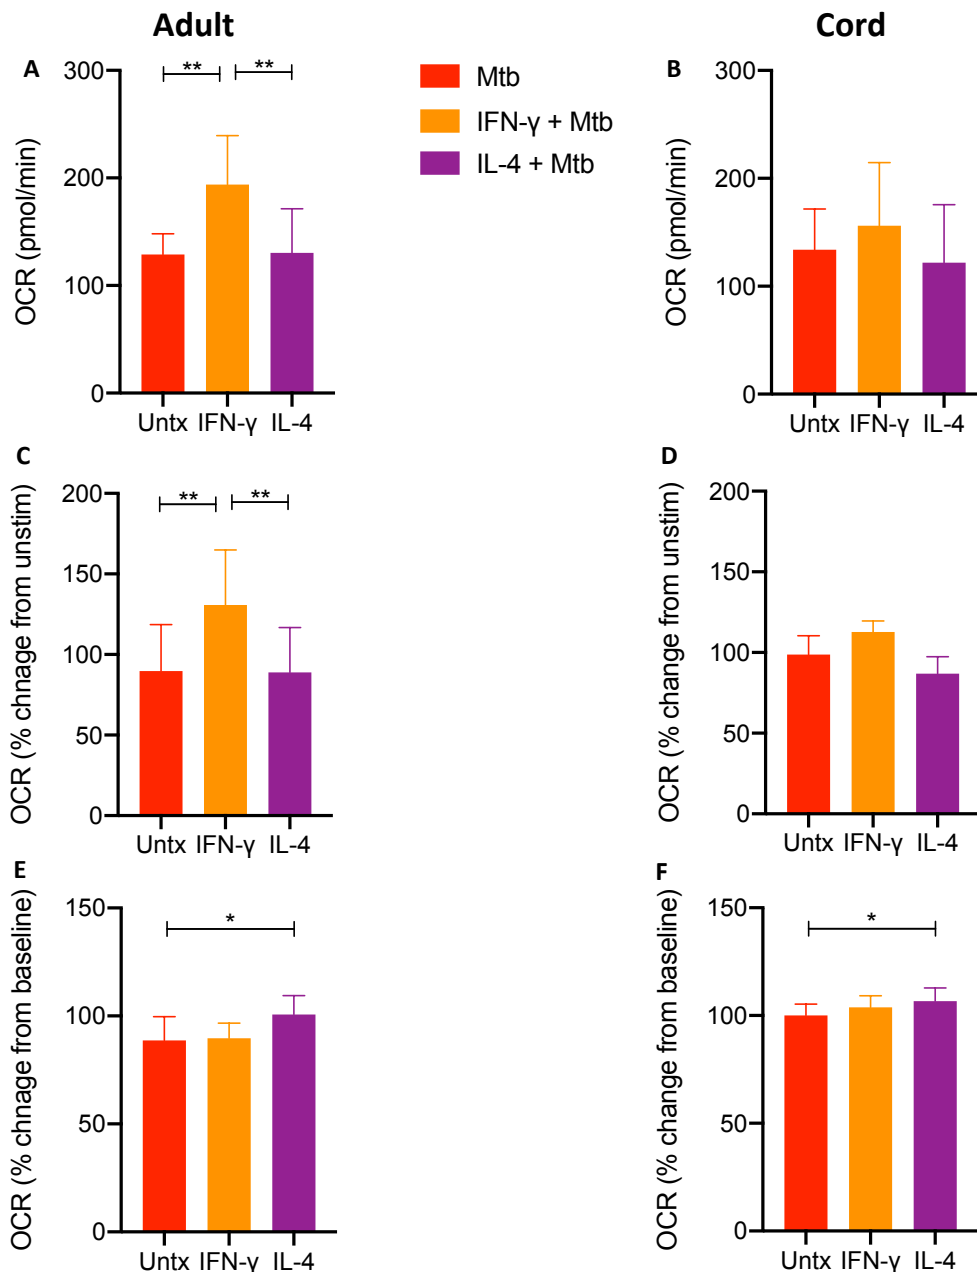 Adult
Cord
A
300
200
100
0
OCR (pmol/min)
**
**
Untx IFN-γ IL-4
Mtb
IFN-γ + Mtb
IL-4 + Mtb
B
300
200
100
0
OCR (pmol/min)
Untx IFN-γ IL-4
C
200
150
100
50
0
OCR (% chnage from unstim)
**
**
Untx IFN-γ IL-4
D
200
150
100
50
0
OCR (% change from unstim)
Untx IFN-γ IL-4
E
150
100
50
0
OCR (% chnage from baseline)
*
Untx IFN-γ IL-4
F
150
100
50
0
OCR (% change from baseline)
*
Untx IFN-γ IL-4